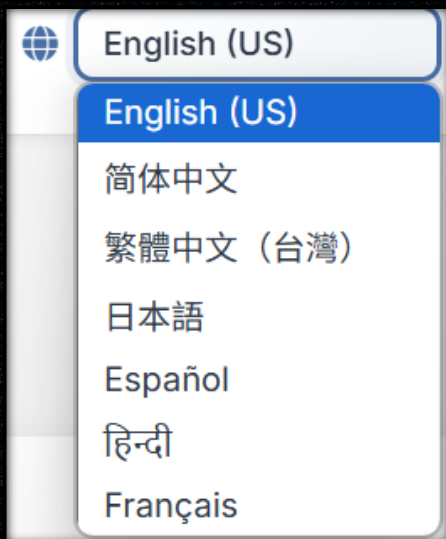 English (US)
English (US)
简体中文
繁體中文（台灣）
日本語
Español
हिन्दी
Français